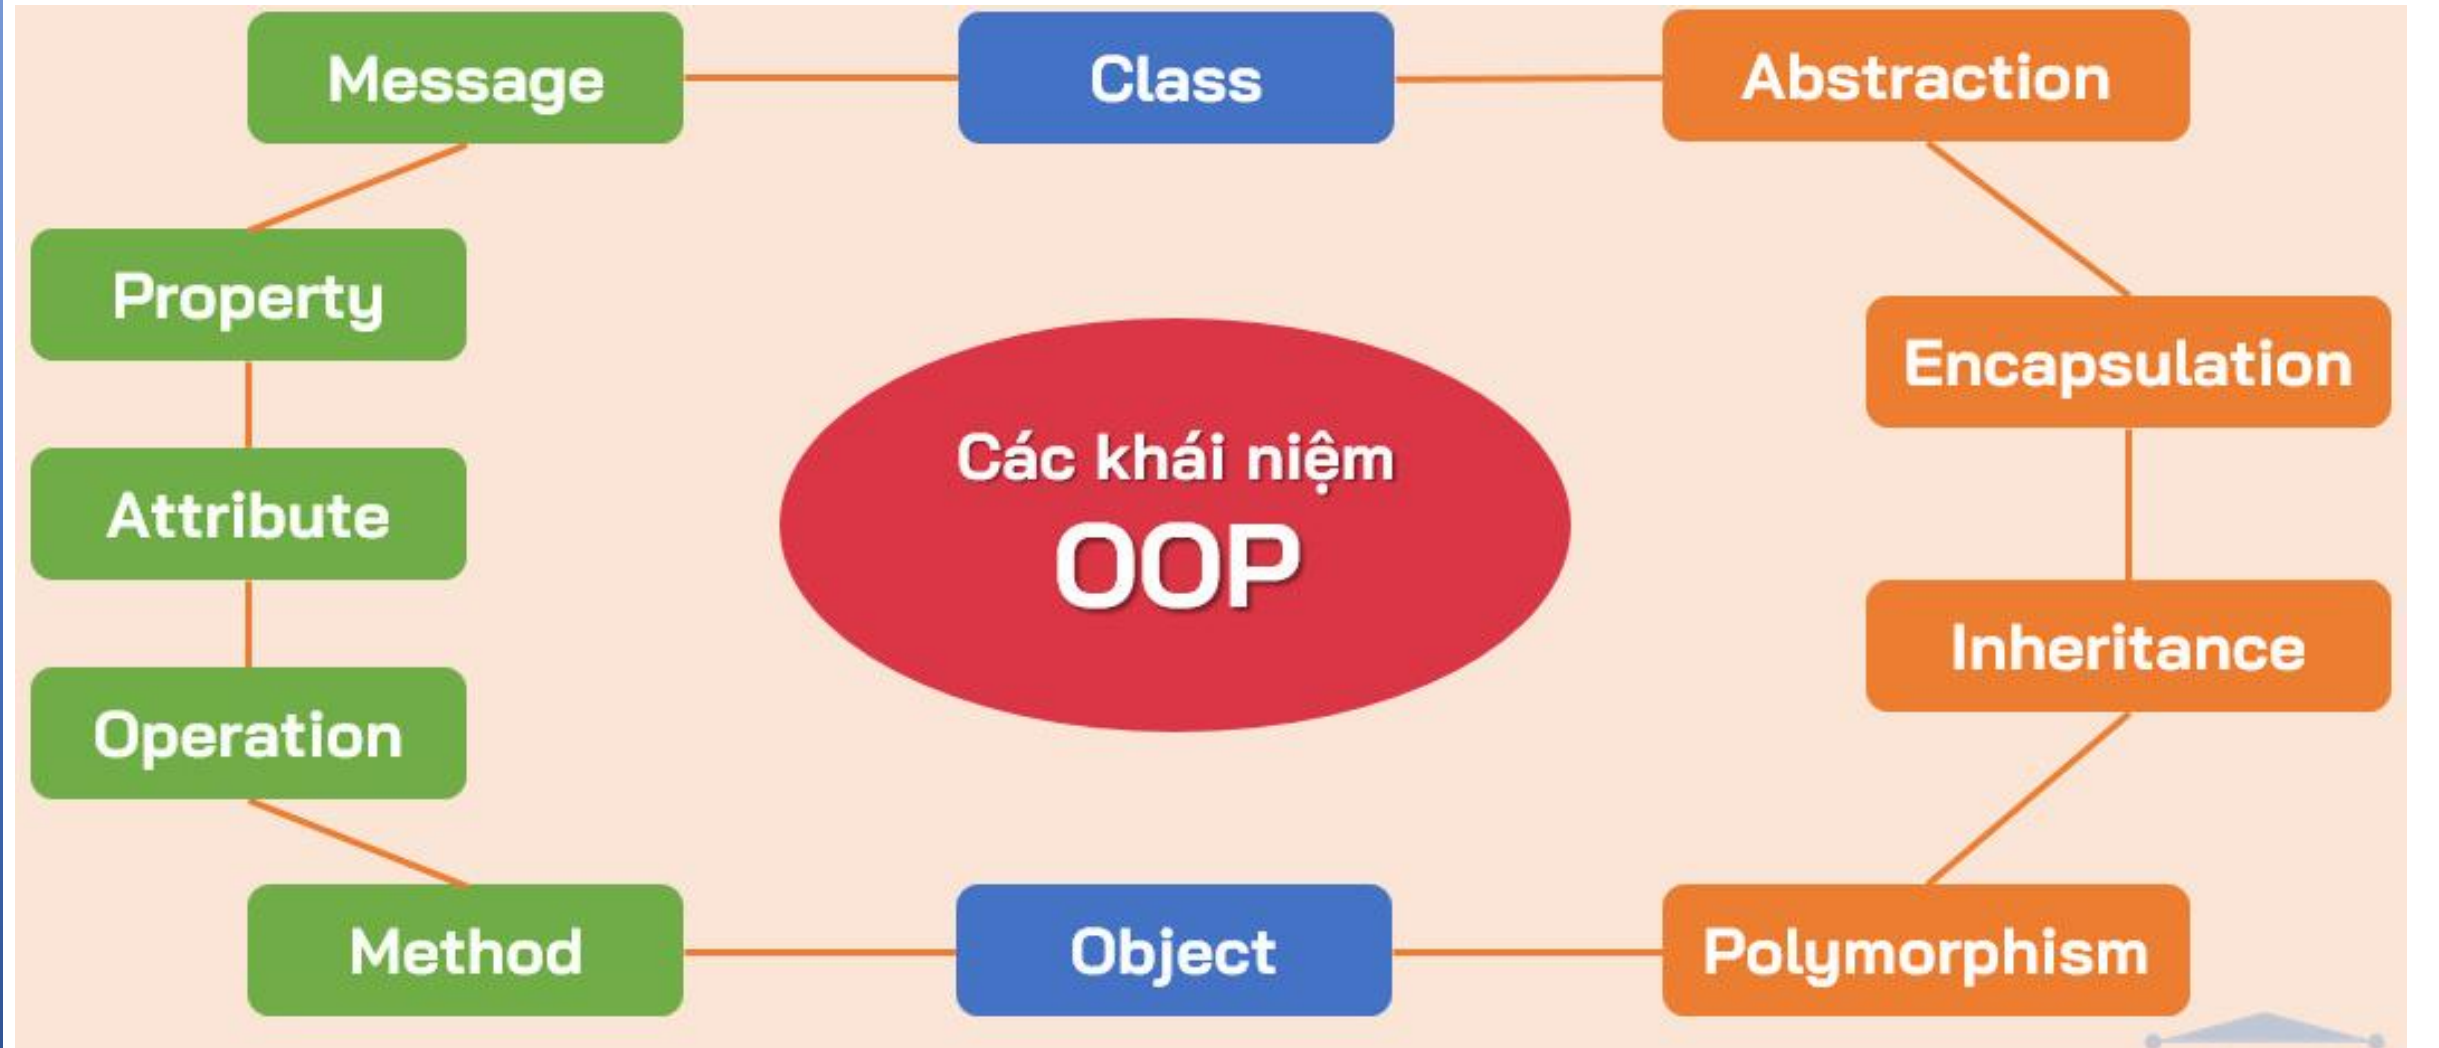 Message
Class
Abstraction
Property
Encapsulation
Các khái niệm
OOP
Attribute
Inheritance
Operation
Method
Object
Polymorphism